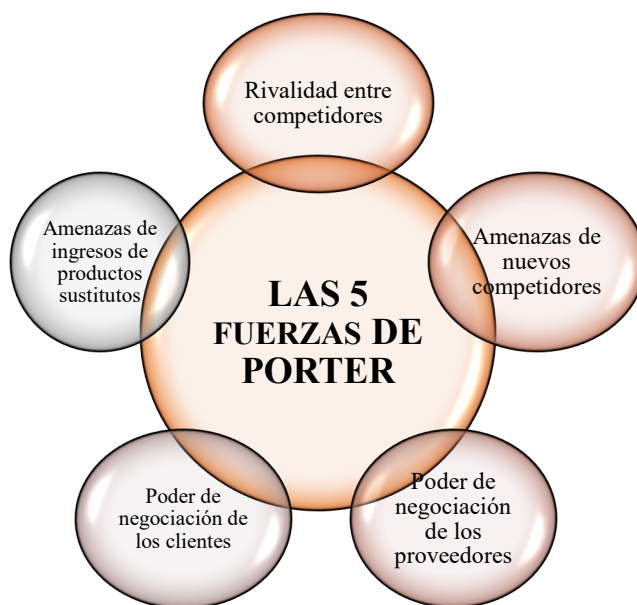 Rivalidad entre
competidores
Amenazas de
nuevos
competidores
Poder de
negociación
de los
proveedores
Poder de
negociación de
los clientes
Amenazas de
ingresos de
productos
sustitutos
LAS 5
FUERZAS DE
PORTER